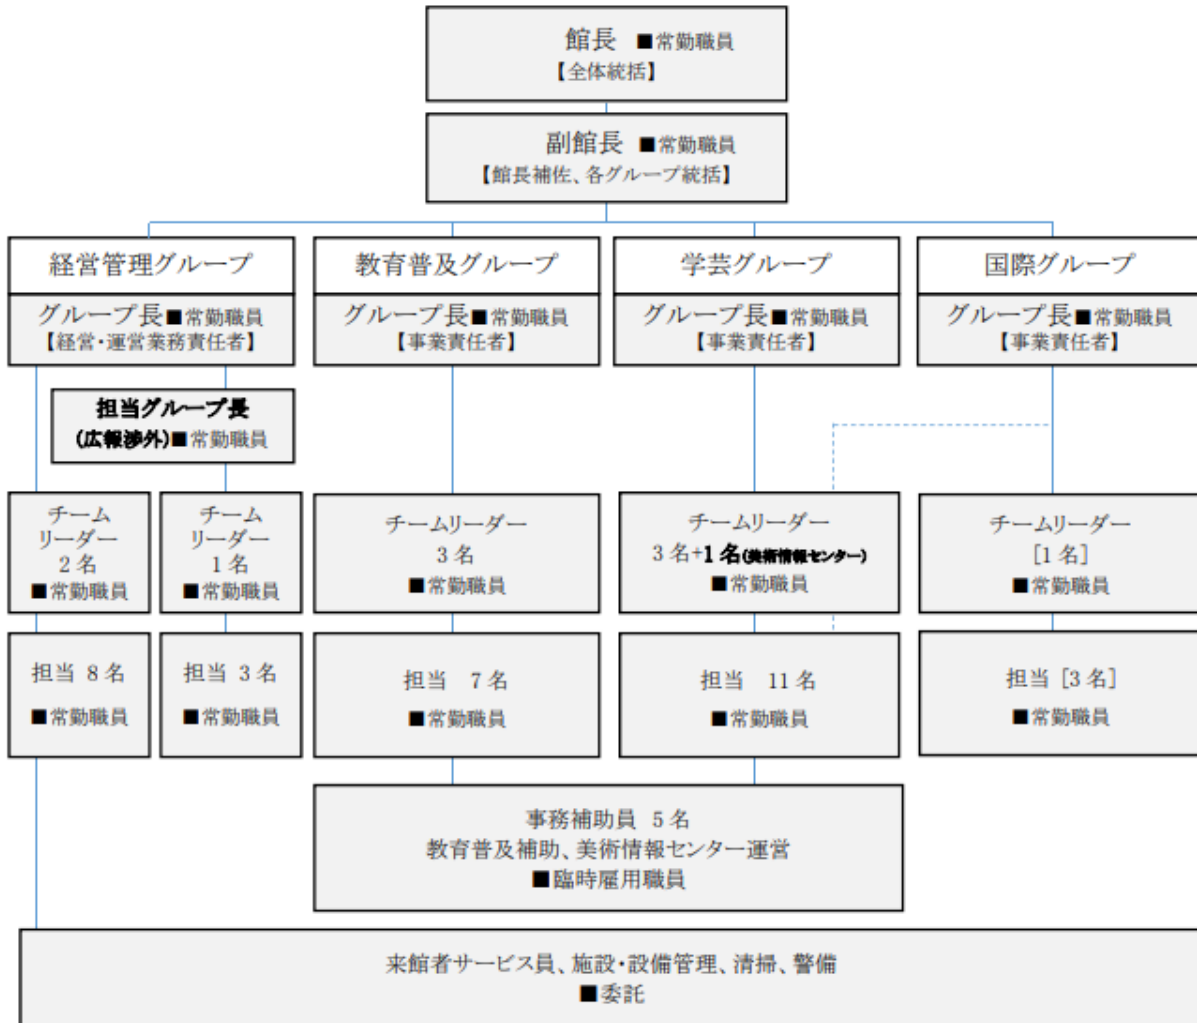 館長 ■常勤職員
【全体統括】
副館長 ■常勤職員
【館長補佐、各グループ統括】
経営管理グループ
グループ長■常勤職員
【経営・運営業務責任者】
担当グループ長
(広報渉外)■常勤職員
チーム
リーダー
2 名
■常勤職員
チーム
リーダー
1 名
■常勤職員
担当 8 名
■常勤職員
担当 3 名
■常勤職員
教育普及グループ
グループ長■常勤職員
【事業責任者】
チームリーダー
3 名
■常勤職員
担当 7 名
■常勤職員
学芸グループ
グループ長■常勤職員
【事業責任者】
チームリーダー
3 名+1 名(美術情報センター)
■常勤職員
担当 11 名
■常勤職員
国際グループ
グループ長■常勤職員
【事業責任者】
チームリーダー
[1 名]
■常勤職員
担当 [3 名]
■常勤職員
事務補助員 5 名
教育普及補助、美術情報センター運営
■臨時雇用職員
来館者サービス員、施設・設備管理、清掃、警備
■委託